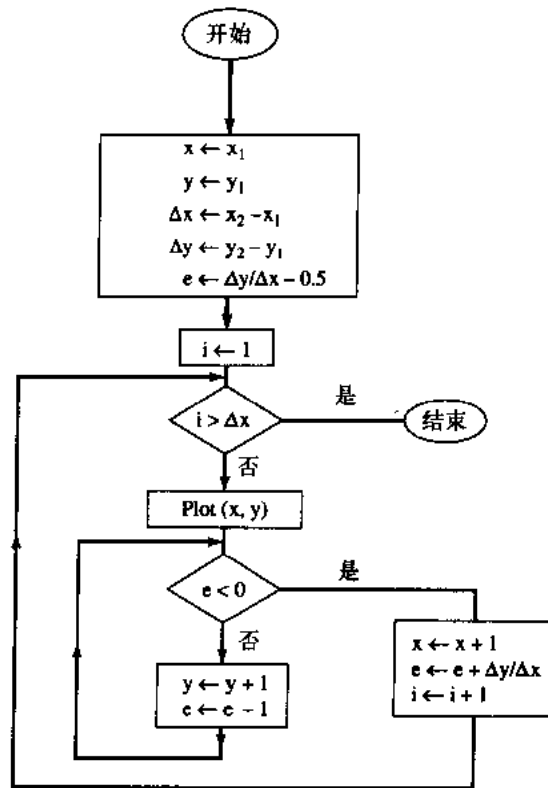 开始
x ← x₁
y ← y₁
Δx ← x₂ − x₁
Δy ← y₂ − y₁
e ← Δy/Δx − 0.5
i ← 1
i > Δx
是
结束
否
Plot (x, y)
e < 0
是
否
x ← x + 1
e ← e + Δy/Δx
i ← i + 1
y ← y + 1
e ← e − 1